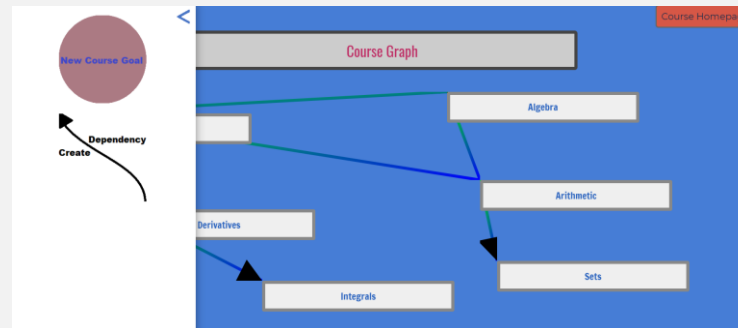 <
Course Homepa
New Course Goal
Course Graph
Algebra
Dependency
Create
Arithmetic
Derivatives
Sets
Integrals